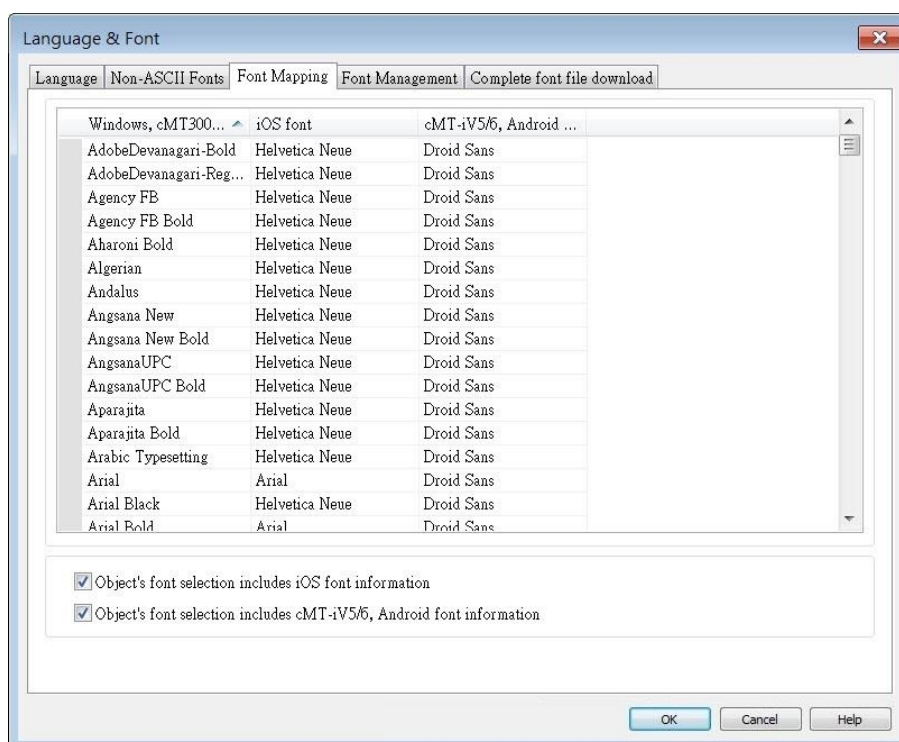 Language & Font
Language Non-ASCII Fonts Font Mapping Font Management Complete font file download
Windows, cMT300... iOS font cMT-iV5/6, Android ...
AdobeDevanagari-Bold Helvetica Neue Droid Sans
AdobeDevanagari-Reg... Helvetica Neue Droid Sans
Agency FB Helvetica Neue Droid Sans
Agency FB Bold Helvetica Neue Droid Sans
Aharoni Bold Helvetica Neue Droid Sans
Algerian Helvetica Neue Droid Sans
Andalus Helvetica Neue Droid Sans
Angsana New Helvetica Neue Droid Sans
Angsana New Bold Helvetica Neue Droid Sans
AngsanaUPC Helvetica Neue Droid Sans
AngsanaUPC Bold Helvetica Neue Droid Sans
Aparajita Helvetica Neue Droid Sans
Aparajita Bold Helvetica Neue Droid Sans
Arabic Typesetting Helvetica Neue Droid Sans
Arial Arial Droid Sans
Arial Black Helvetica Neue Droid Sans
Arial Bold Arial Droid Sans
Object's font selection includes iOS font information
Object's font selection includes cMT-iV5/6, Android font information
OK Cancel Help